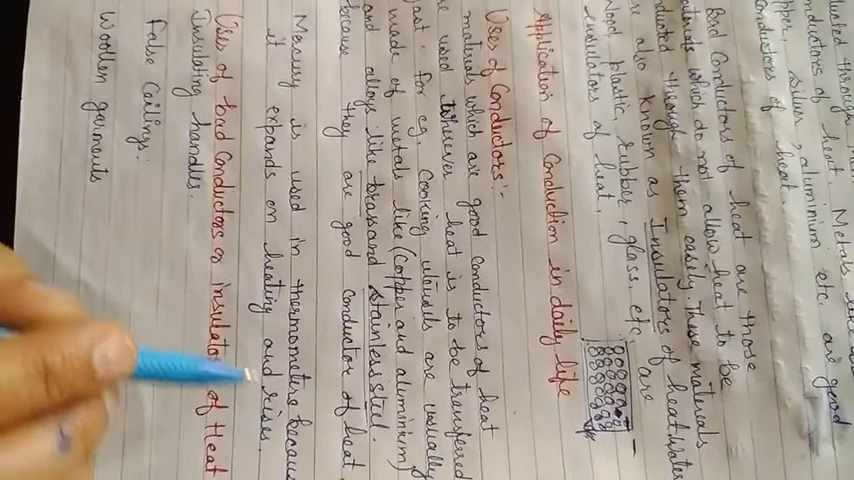 conductors of heat. Metals like
copper, silver, aluminium etc. are good
conductors of heat.
Bad conductors of heat are those
materials which do not allow heat to be
conducted through them easily. These materials
are also known as Insulators of heat. Water
Wood plastic, rubber, glass, etc. are
insulators of heat.
Application of Conduction in daily life
Uses of Conductors:-
materials which are good conductors of heat
are used wherever heat is to be transferred
fast. for eg. Cooking utensils are usually
made of metals like (copper and aluminium)
and alloys like brass and stainless steel.
because they are good conductor of heat.
Mercury is used in thermometers because
it expands on heating and rises.
Uses of bad conductors or insulators of Heat
Insulating handles.
False Ceilings:
Woollen garments